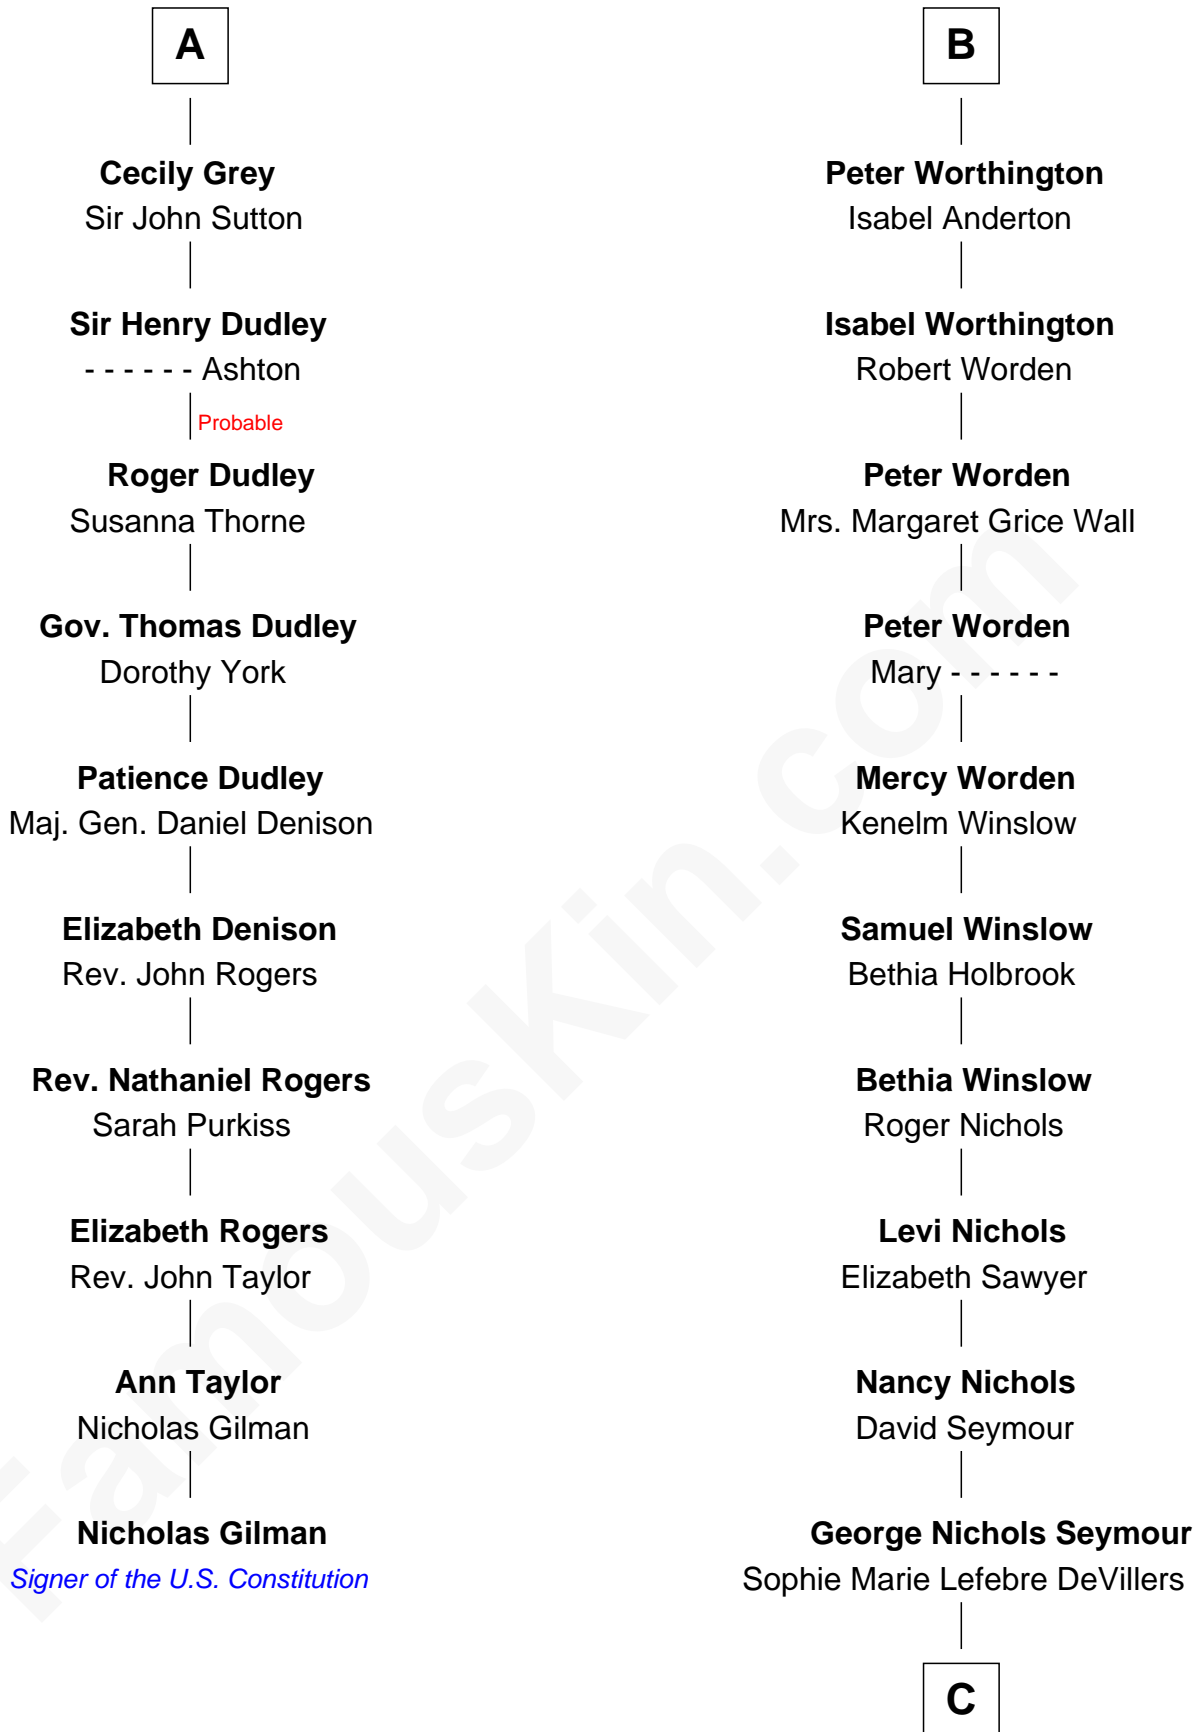 A
Cecily Grey
Sir John Sutton
Sir Henry Dudley
- - - - - - Ashton
Probable
Roger Dudley
Susanna Thorne
Gov. Thomas Dudley
Dorothy York
Patience Dudley
Maj. Gen. Daniel Denison
Elizabeth Denison
Rev. John Rogers
Rev. Nathaniel Rogers
Sarah Purkiss
Elizabeth Rogers
Rev. John Taylor
Ann Taylor
Nicholas Gilman
Nicholas Gilman
Signer of the U.S. Constitution
B
Peter Worthington
Isabel Anderton
Isabel Worthington
Robert Worden
Peter Worden
Mrs. Margaret Grice Wall
Peter Worden
Mary - - - - - -
Mercy Worden
Kenelm Winslow
Samuel Winslow
Bethia Holbrook
Bethia Winslow
Roger Nichols
Levi Nichols
Elizabeth Sawyer
Nancy Nichols
David Seymour
George Nichols Seymour
Sophie Marie Lefebre DeVillers
C
FamousKin.com